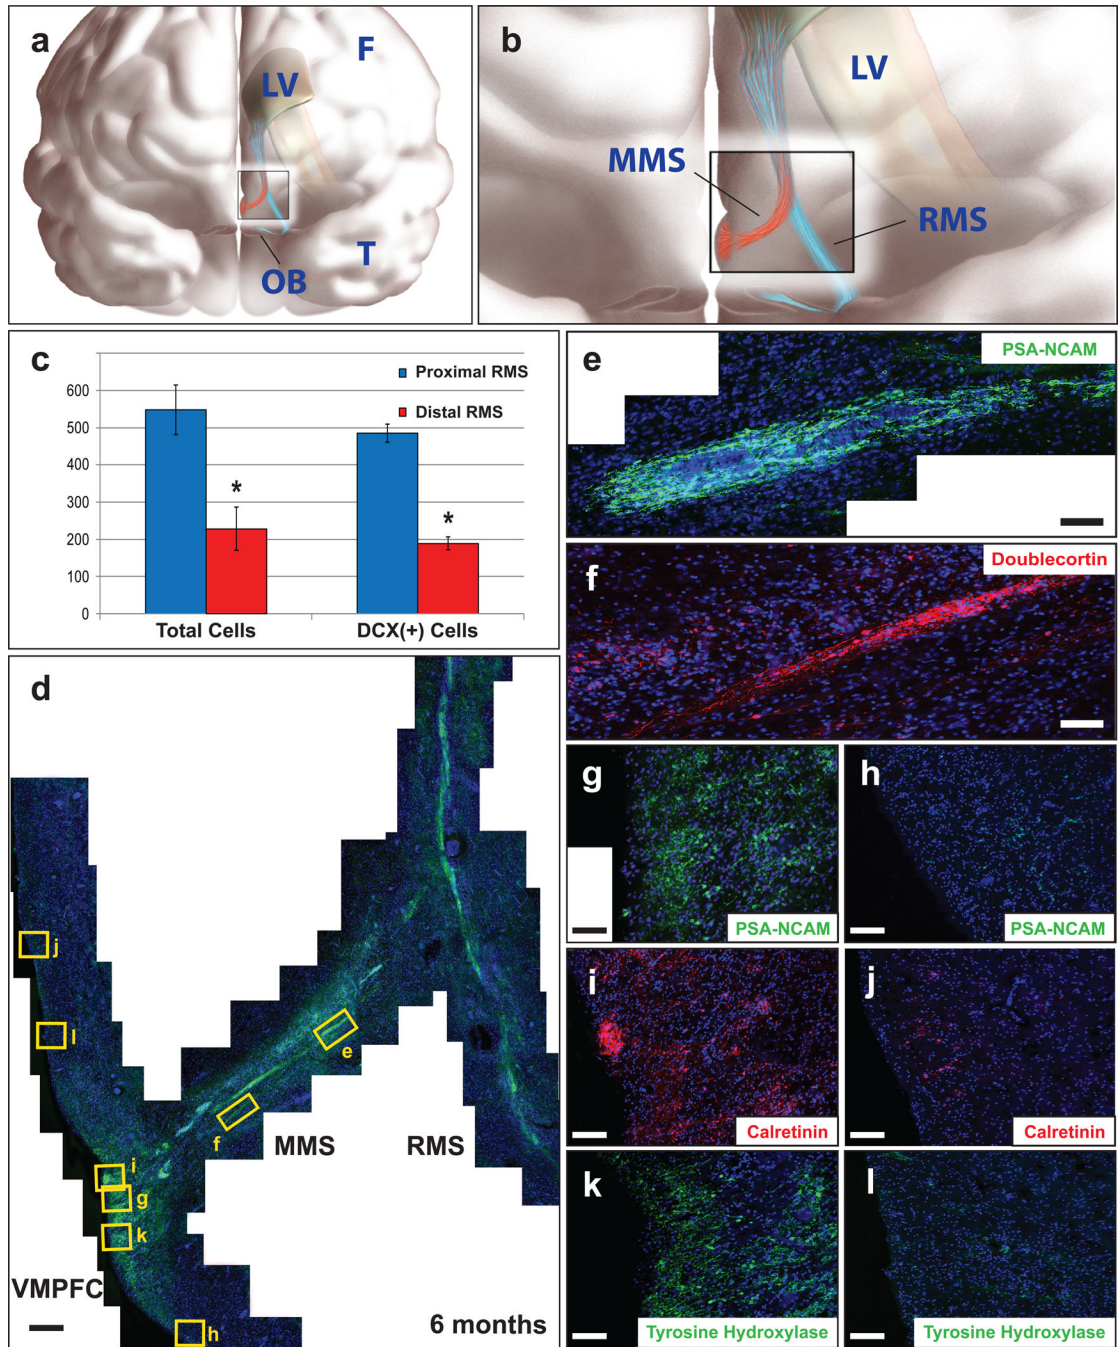 a
F
LV
T
OB
b
LV
MMS
RMS
c
600
500
400
300
200
100
0
Proximal RMS
Distal RMS
*
*
Total Cells
DCX(+) Cells
d
j
l
e
f
i
g
k
h
MMS
RMS
VMPFC
6 months
e
PSA-NCAM
f
Doublecortin
g
PSA-NCAM
h
PSA-NCAM
i
Calretinin
j
Calretinin
k
Tyrosine Hydroxylase
l
Tyrosine Hydroxylase